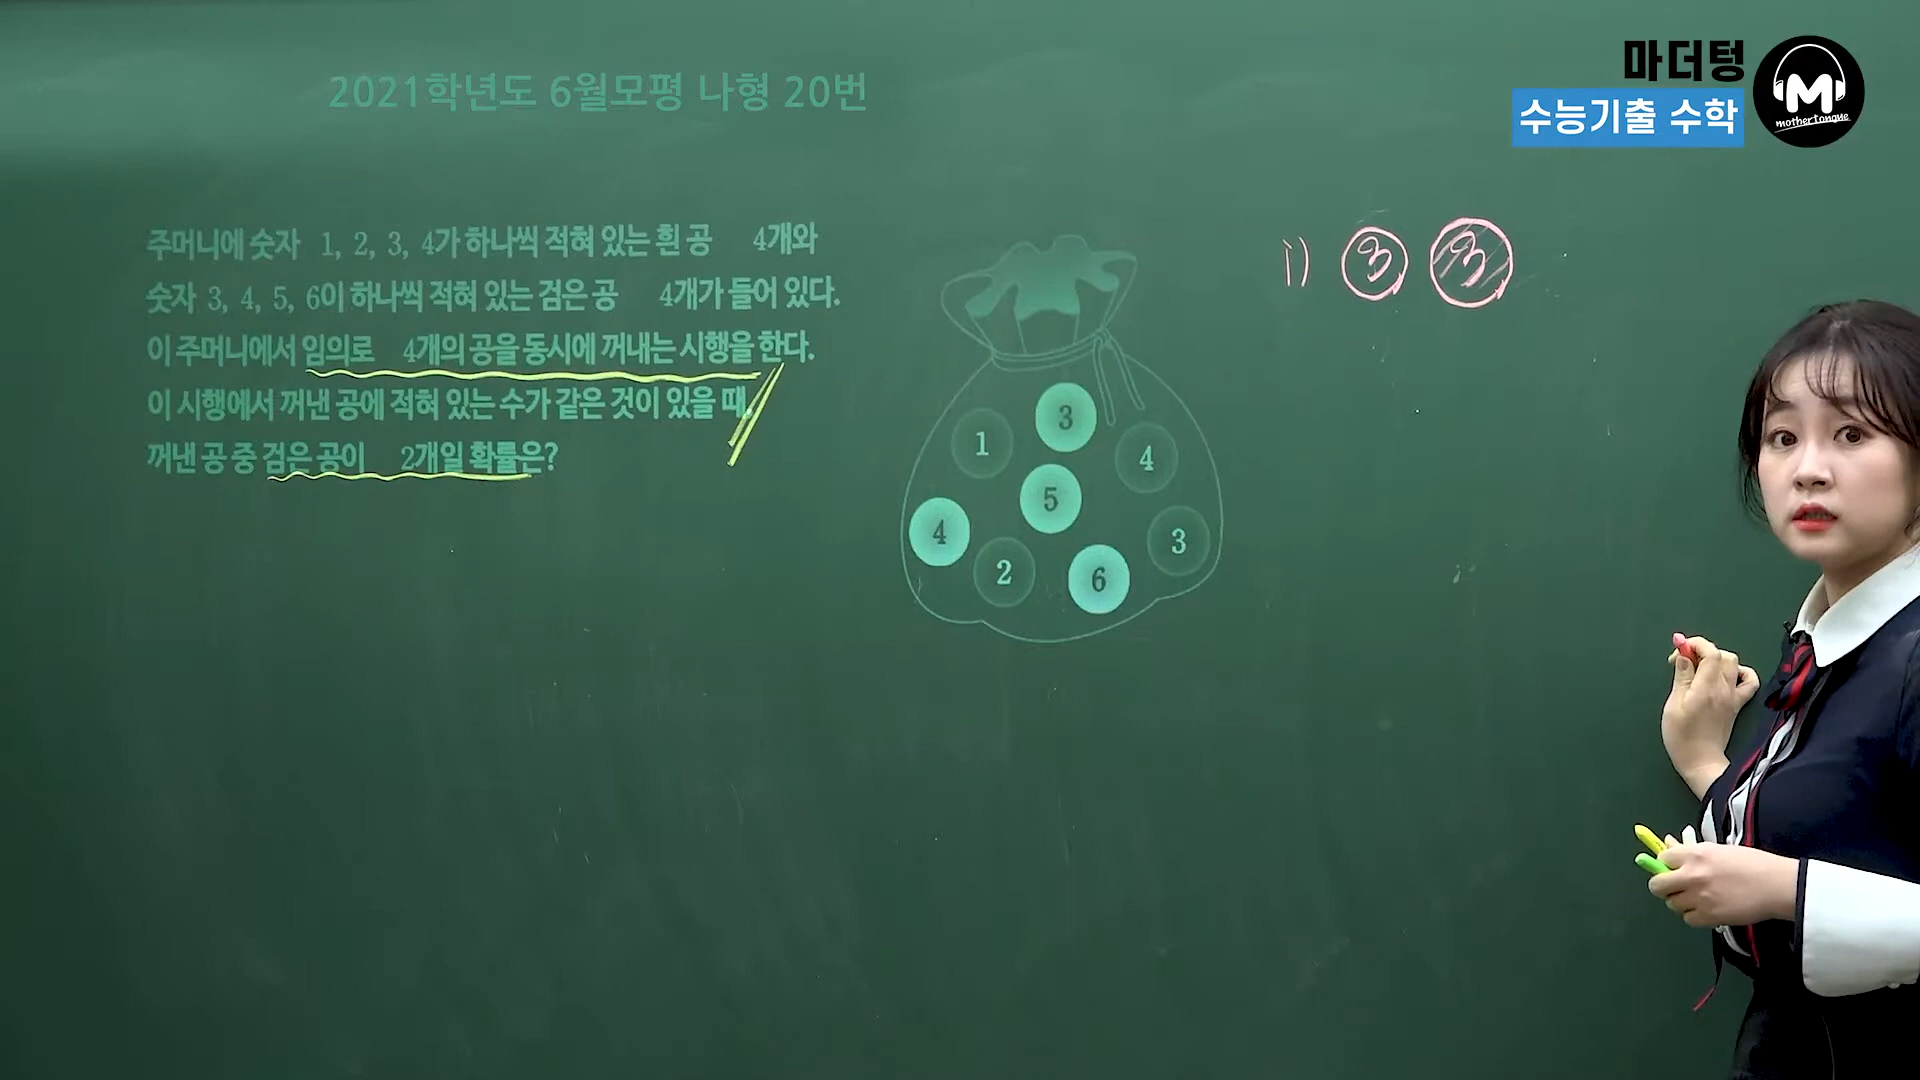 마더텅
수능기출 수학
M
mothertongue
2021학년도 6월모평 나형 20번
주머니에 숫자 1, 2, 3, 4가 하나씩 적혀 있는 흰 공 4개와
숫자 3, 4, 5, 6이 하나씩 적혀 있는 검은 공 4개가 들어 있다.
이 주머니에서 임의로 4개의 공을 동시에 꺼내는 시행을 한다.
이 시행에서 꺼낸 공에 적혀 있는 수가 같은 것이 있을 때,
꺼낸 공 중 검은 공이 2개일 확률은?
3
1
4
5
4
3
2
6
i) 3 3